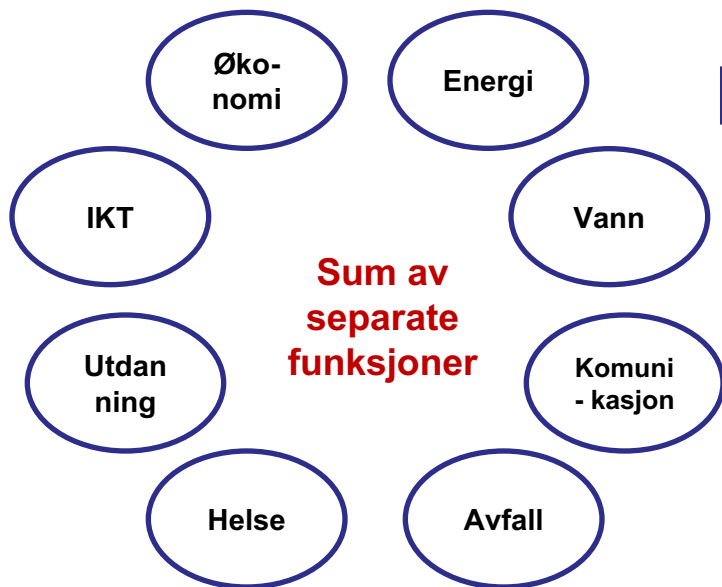 Øko-
nomi
Energi
IKT
Vann
Sum av
separate
funksjoner
Utdan
ning
Komuni
- kasjon
Helse
Avfall